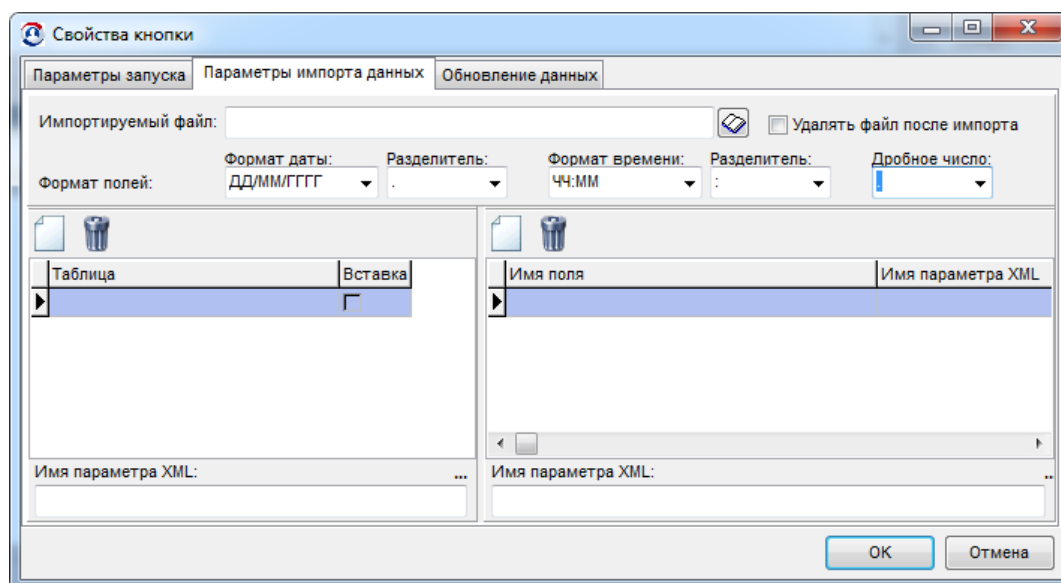 Свойства кнопки
Параметры запуска Параметры импорта данных Обновление данных
Импортируемый файл: Удалять файл после импорта
Формат даты: Разделитель: Формат времени: Разделитель: Дробное число:
Формат полей: ДД/ММ/ГГГГ . ЧЧ:ММ : .
Таблица Вставка Имя поля Имя параметра XML
Имя параметра XML: ... Имя параметра XML: ..
OK Отмена